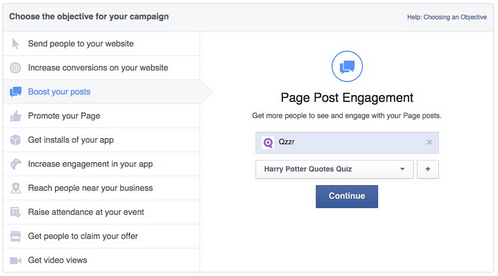 Choose the objective for your campaign
Help: Choosing an Objective
Send people to your website
Increase conversions on your website
Boost your posts
Promote your Page
Get installs of your app
Increase engagement in your app
Reach people near your business
Raise attendance at your event
Get people to claim your offer
Get video views
Page Post Engagement
Get more people to see and engage with your Page posts.
Qzzr
Harry Potter Quotes Quiz
Continue